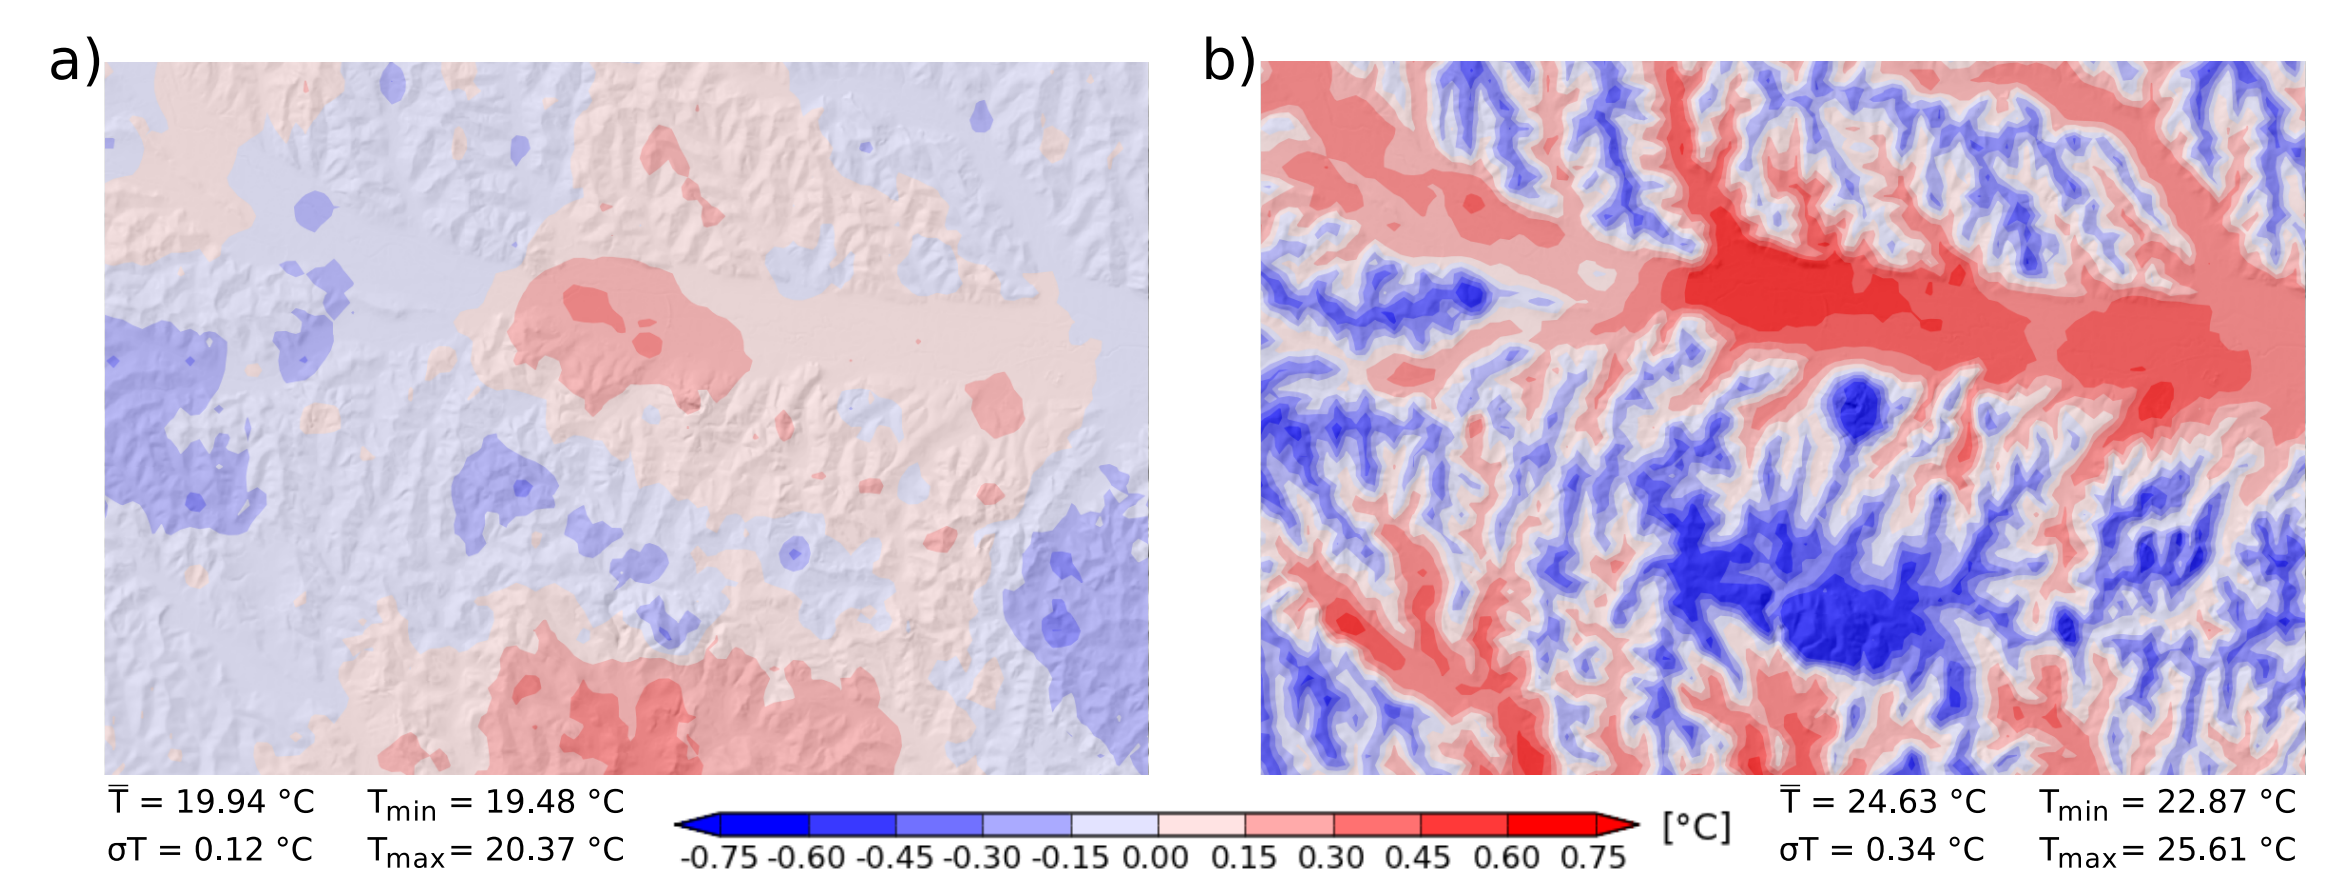 a)
b)
T̿ = 19.94 °C
Tmin = 19.48 °C
σT = 0.12 °C
Tmax= 20.37 °C
-0.75 -0.60 -0.45 -0.30 -0.15 0.00 0.15 0.30 0.45 0.60 0.75
[°C]
T̿ = 24.63 °C
Tmin = 22.87 °C
σT = 0.34 °C
Tmax= 25.61 °C